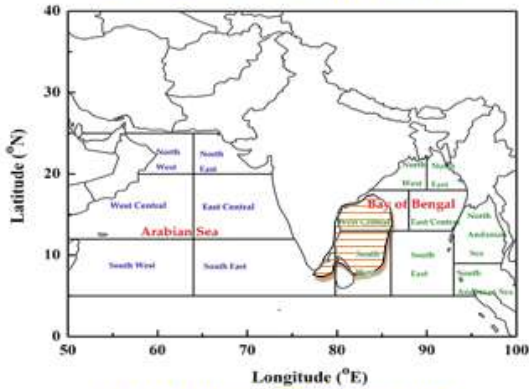 40
30
20
10
0
Latitude (°N)
North
West
North
East
North
West
North
East
West Central
East Central
Bay of Bengal
West Central
East Central
North
Andaman
Sea
Arabian Sea
South West
South East
South
South
East
South
Andaman Sea
50
60
70
80
90
100
Longitude (°E)